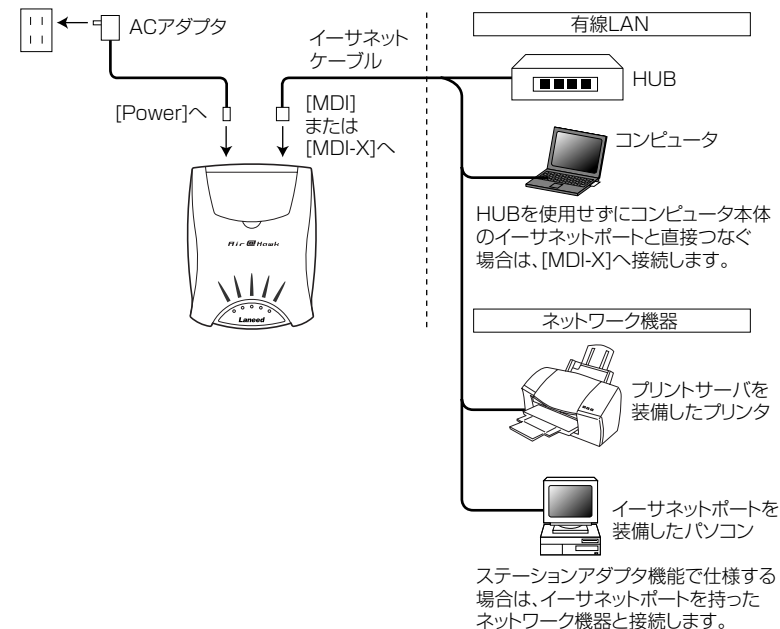 ACアダプタ
イーサネット
ケーブル
[Power]へ
[MDI]
または
[MDI-X]へ
Air@Hawk
Laneed
有線LAN
HUB
コンピュータ
HUBを使用せずにコンピュータ本体
のイーサネットポートと直接つなぐ
場合は、[MDI-X]へ接続します。
ネットワーク機器
プリントサーバを
装備したプリンタ
イーサネットポートを
装備したパソコン
ステーションアダプタ機能で仕様する
場合は、イーサネットポートを持った
ネットワーク機器と接続します。